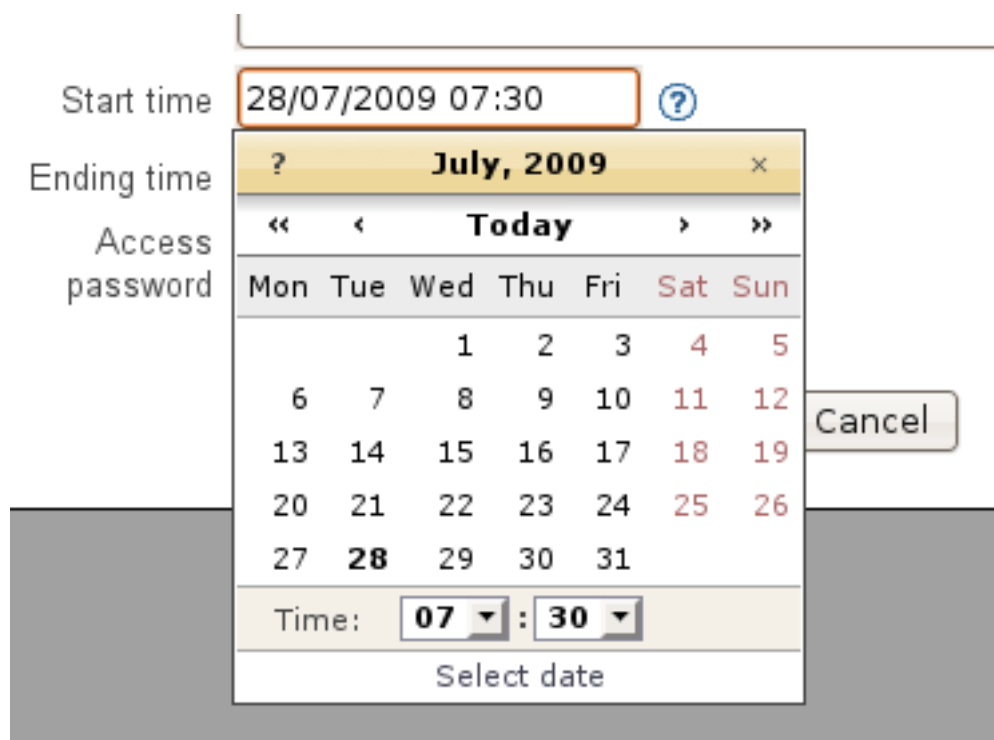 Start time 28/07/2009 07:30 ?
Ending time
Access
password
? July, 2009 ×
« ‹ Today › »
Mon Tue Wed Thu Fri Sat Sun
1 2 3 4 5
6 7 8 9 10 11 12
13 14 15 16 17 18 19
20 21 22 23 24 25 26
27 28 29 30 31
Time: 07 : 30
Select date
Cancel